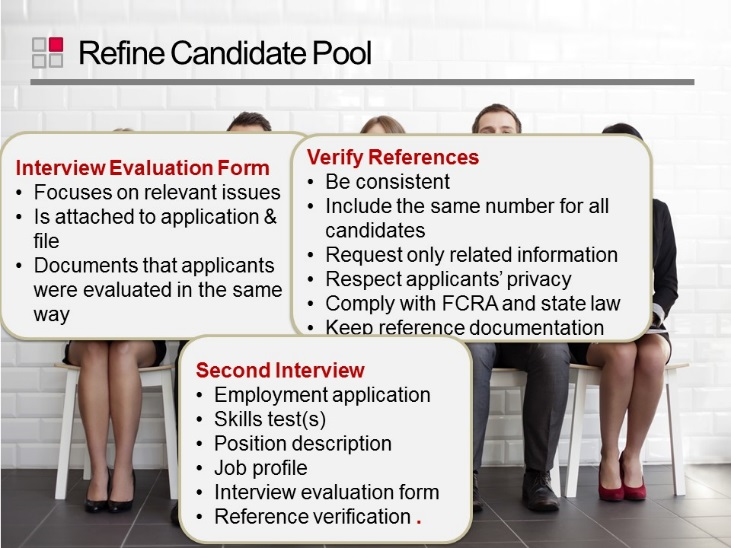 Refine Candidate Pool
Interview Evaluation Form
• Focuses on relevant issues
• Is attached to application &
file
• Documents that applicants
were evaluated in the same
way
Verify References
• Be consistent
• Include the same number for all
candidates
• Request only related information
• Respect applicants’ privacy
• Comply with FCRA and state law
• Keep reference documentation
Second Interview
• Employment application
• Skills test(s)
• Position description
• Job profile
• Interview evaluation form
• Reference verification .